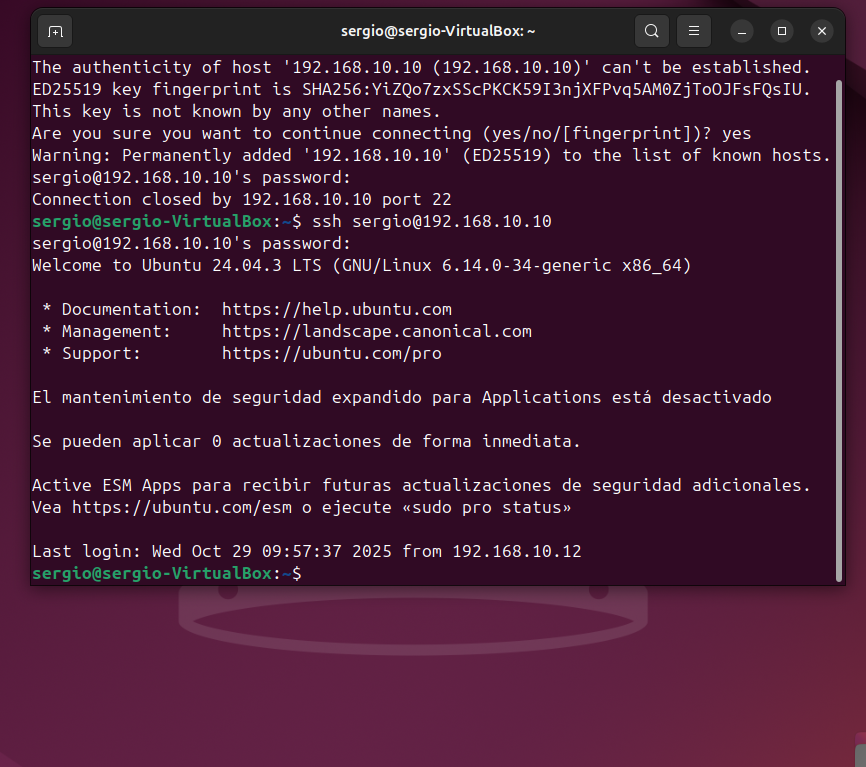 sergio@sergio-VirtualBox: ~
The authenticity of host '192.168.10.10 (192.168.10.10)' can't be established.
ED25519 key fingerprint is SHA256:YiZQo7zxSScPKCK59I3njXFPvq5AM0ZjToOJFsFQsIU.
This key is not known by any other names.
Are you sure you want to continue connecting (yes/no/[fingerprint])? yes
Warning: Permanently added '192.168.10.10' (ED25519) to the list of known hosts.
sergio@192.168.10.10's password:
Connection closed by 192.168.10.10 port 22
sergio@sergio-VirtualBox:~$ ssh sergio@192.168.10.10
sergio@192.168.10.10's password:
Welcome to Ubuntu 24.04.3 LTS (GNU/Linux 6.14.0-34-generic x86_64)
* Documentation:  https://help.ubuntu.com
* Management:     https://landscape.canonical.com
* Support:        https://ubuntu.com/pro
El mantenimiento de seguridad expandido para Applications está desactivado
Se pueden aplicar 0 actualizaciones de forma inmediata.
Active ESM Apps para recibir futuras actualizaciones de seguridad adicionales.
Vea https://ubuntu.com/esm o ejecute «sudo pro status»
Last login: Wed Oct 29 09:57:37 2025 from 192.168.10.12
sergio@sergio-VirtualBox:~$